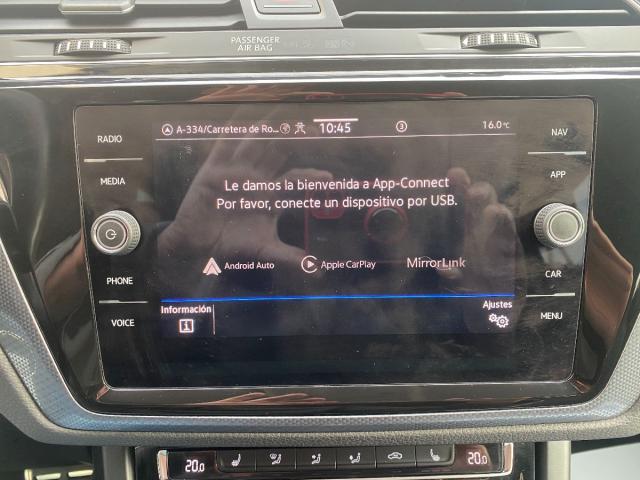 PASSENGER
AIR BAG
RADIO
MEDIA
PHONE
VOICE
A-334/Carretera de Ro...
10:45
3
16.0°C
Le damos la bienvenida a App-Connect
Por favor, conecte un dispositivo por USB.
Android Auto
Apple CarPlay
MirrorLink
Información
i
Ajustes
NAV
APP
CAR
MENU
20.0
20.0